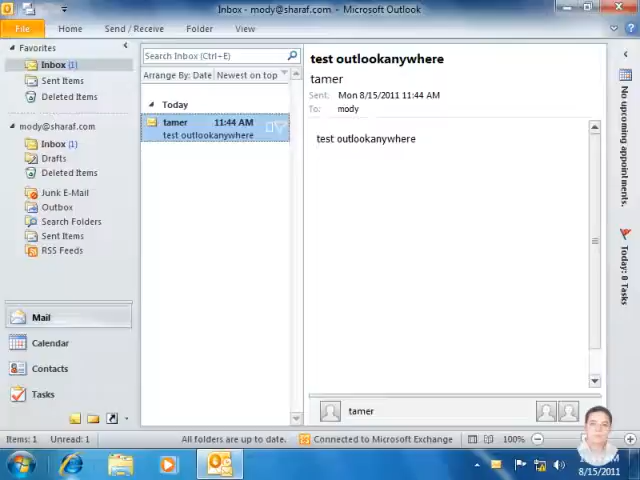 Inbox - mody@sharaf.com - Microsoft Outlook
File Home Send / Receive Folder View
Favorites
Inbox (1)
Sent Items
Deleted Items
mody@sharaf.com
Inbox (1)
Drafts
Deleted Items
Junk E-Mail
Outbox
Search Folders
Sent Items
RSS Feeds
Mail
Calendar
Contacts
Tasks
Search Inbox (Ctrl+E)
Arrange By: Date Newest on top
Today
tamer 11:44 AM
test outlookanywhere
test outlookanywhere
tamer
Sent: Mon 8/15/2011 11:44 AM
To: mody
test outlookanywhere
tamer
No upcoming appointments.
Today: 0 Tasks
Items: 1 Unread: 1 All folders are up to date. Connected to Microsoft Exchange 100%
8/15/2011